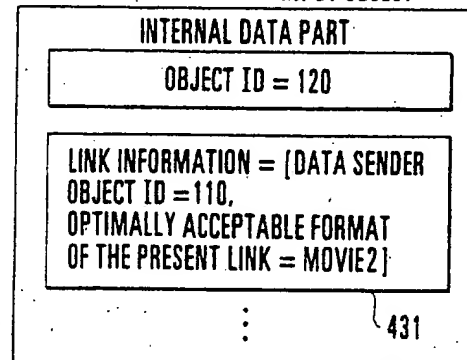 INTERNAL DATA PART
OBJECT ID = 120
LINK INFORMATION = [DATA SENDER
OBJECT ID =110,
OPTIMALLY ACCEPTABLE FORMAT
OF THE PRESENT LINK = MOVIE2]
431